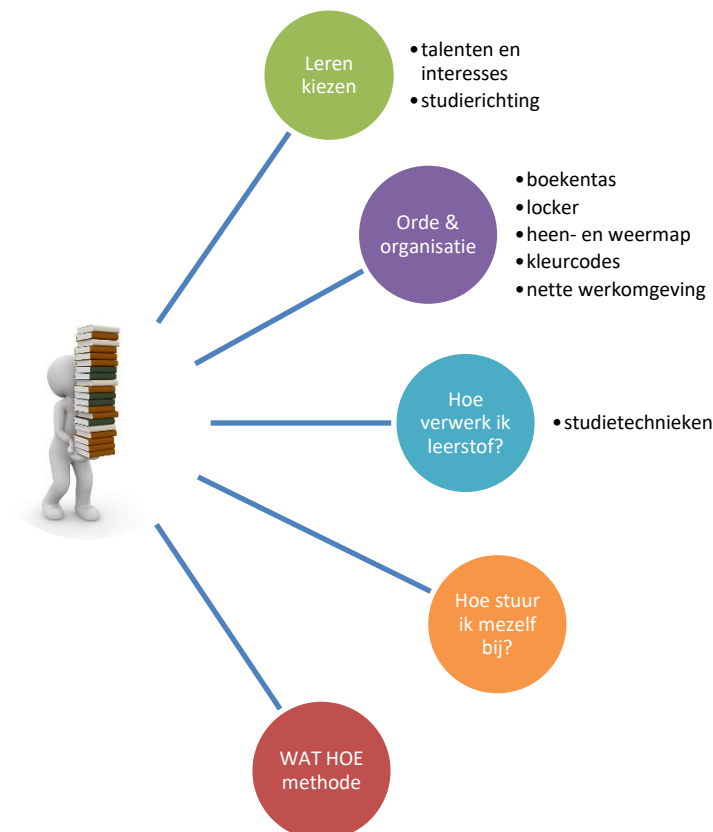 Leren
kiezen
•talenten en
interesses
•studierichting
Orde &
organisatie
•boekentas
•locker
•heen- en weermap
•kleurcodes
•nette werkomgeving
Hoe
verwerk ik
leerstof?
•studietechnieken
Hoe stuur
ik mezelf
bij?
WAT HOE
methode